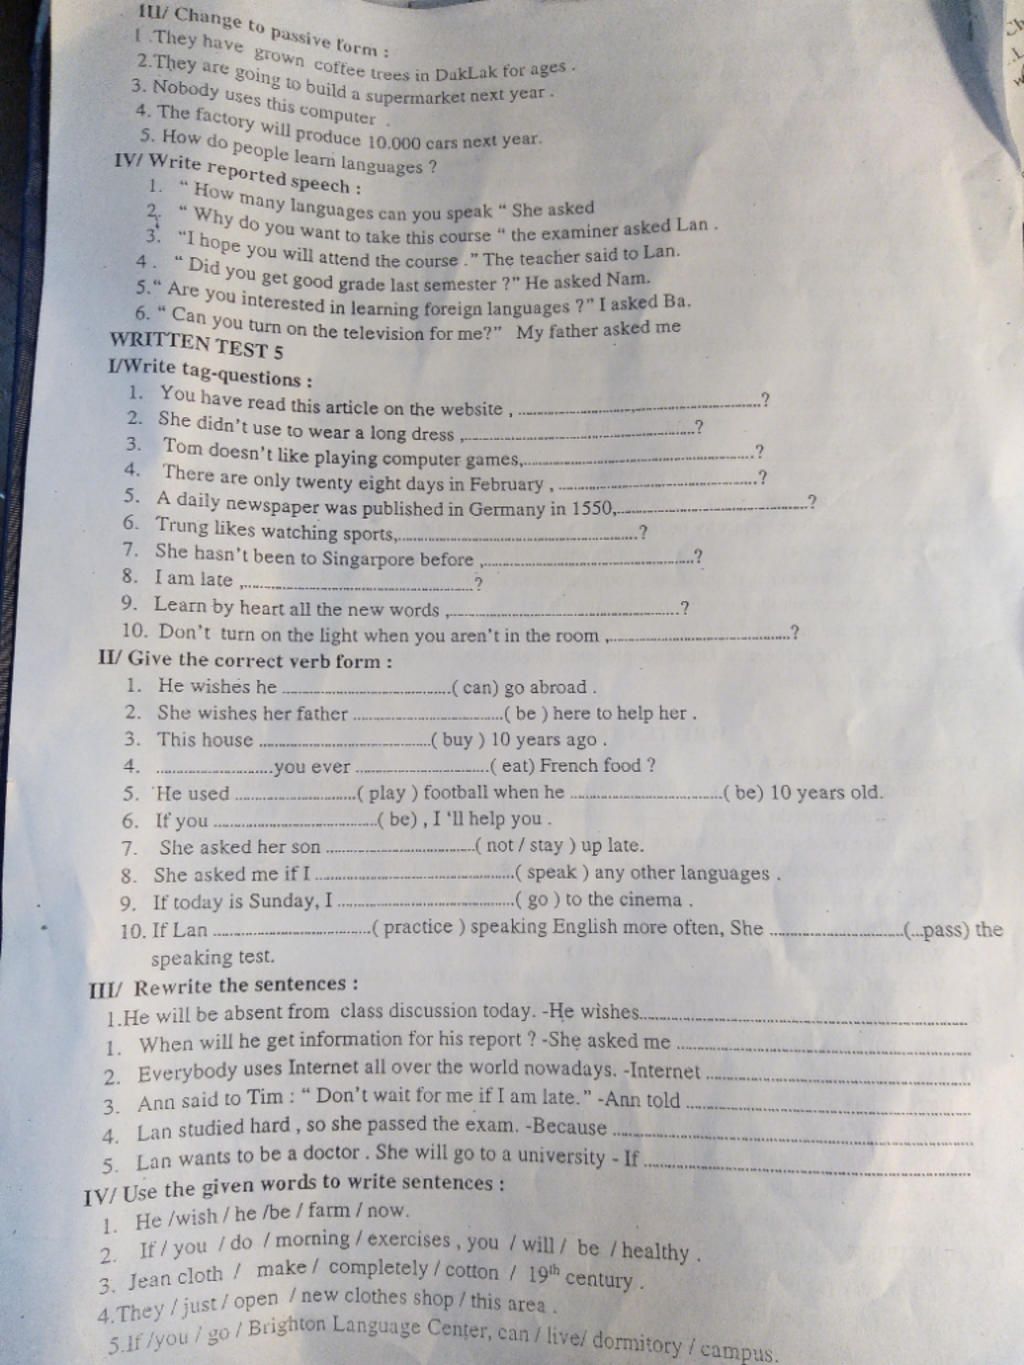 III/ Change to passive form :
1 .They have grown coffee trees in DakLak for ages .
2.They are going to build a supermarket next year .
3. Nobody uses this computer .
4. The factory will produce 10.000 cars next year.
5. How do people learn languages ?
IV/ Write reported speech :
1. “ How many languages can you speak “ She asked
2. “ Why do you want to take this course “ the examiner asked Lan .
3. “I hope you will attend the course .” The teacher said to Lan.
4 . “ Did you get good grade last semester ?” He asked Nam.
5.“ Are you interested in learning foreign languages ?” I asked Ba.
6. “ Can you turn on the television for me?” My father asked me
WRITTEN TEST 5
I/Write tag-questions :
1. You have read this article on the website , ..............................?
2. She didn’t use to wear a long dress ,..............................?
3. Tom doesn’t like playing computer games,..............................?
4. There are only twenty eight days in February , ..............................?
5. A daily newspaper was published in Germany in 1550,..............................?
6. Trung likes watching sports,..............................?
7. She hasn’t been to Singarpore before ,..............................?
8. I am late ,..............................?
9. Learn by heart all the new words ,..............................?
10. Don’t turn on the light when you aren’t in the room ,..............................?
II/ Give the correct verb form :
1. He wishes he ..............................( can) go abroad .
2. She wishes her father ..............................( be ) here to help her .
3. This house ..............................( buy ) 10 years ago .
4. ......................you ever ........................( eat) French food ?
5. He used ......................( play ) football when he ..........................( be) 10 years old.
6. If you ..............................( be) , I ’ll help you .
7. She asked her son ..........................( not / stay ) up late.
8. She asked me if I ..................................( speak ) any other languages .
9. If today is Sunday, I ..............................( go ) to the cinema .
10. If Lan ............................( practice ) speaking English more often, She ........................(...pass) the
speaking test.
III/ Rewrite the sentences :
1.He will be absent from class discussion today. -He wishes..............................
1. When will he get information for his report ? -She asked me ..............................
2. Everybody uses Internet all over the world nowadays. -Internet ..............................
3. Ann said to Tim : “ Don’t wait for me if I am late.” -Ann told ..............................
4. Lan studied hard , so she passed the exam. -Because ..............................
5. Lan wants to be a doctor . She will go to a university - If ..............................
IV/ Use the given words to write sentences :
1. He /wish / he /be / farm / now.
2. If / you / do / morning / exercises , you / will / be / healthy .
3. Jean cloth / make / completely / cotton / 19th century .
4.They / just / open / new clothes shop / this area .
5.If /you / go / Brighton Language Center, can / live/ dormitory / campus.